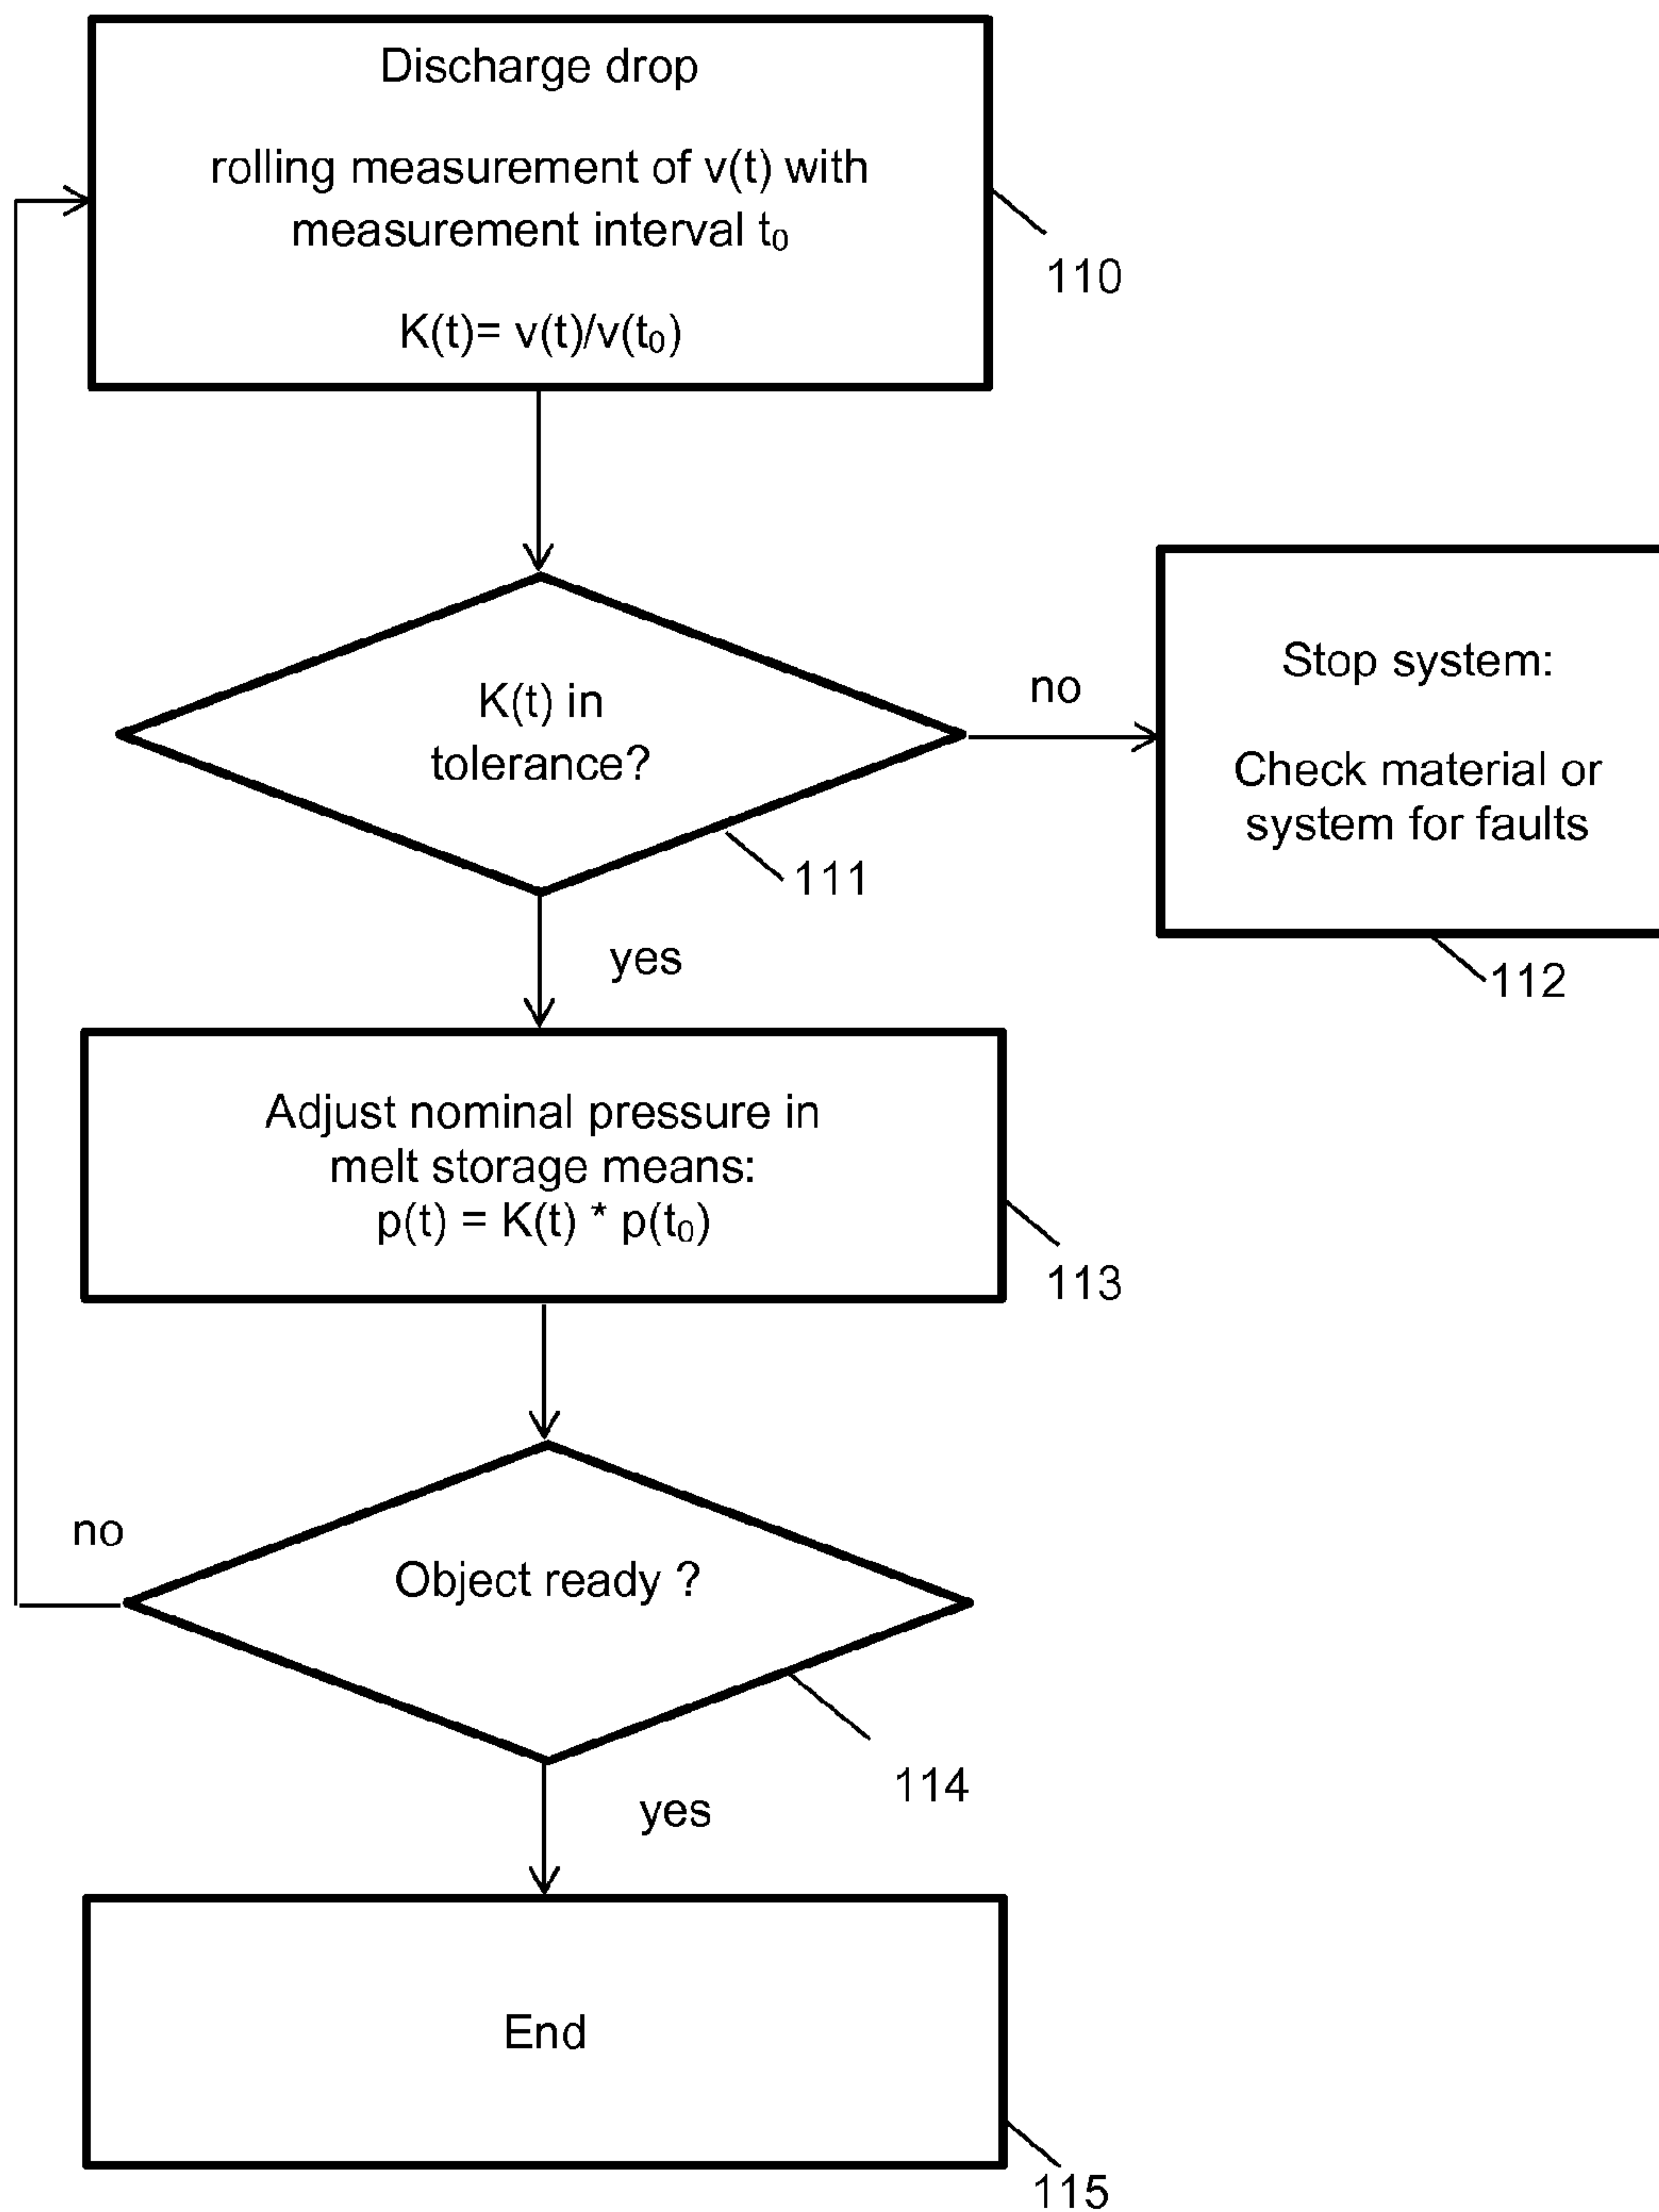 Discharge drop
rolling measurement of v(t) with
measurement interval t₀
K(t)= v(t)/v(t₀)
110
K(t) in
tolerance?
no
111
Stop system:
Check material or
system for faults
112
yes
Adjust nominal pressure in
melt storage means:
p(t) = K(t) * p(t₀)
113
no
Object ready ?
114
yes
End
115